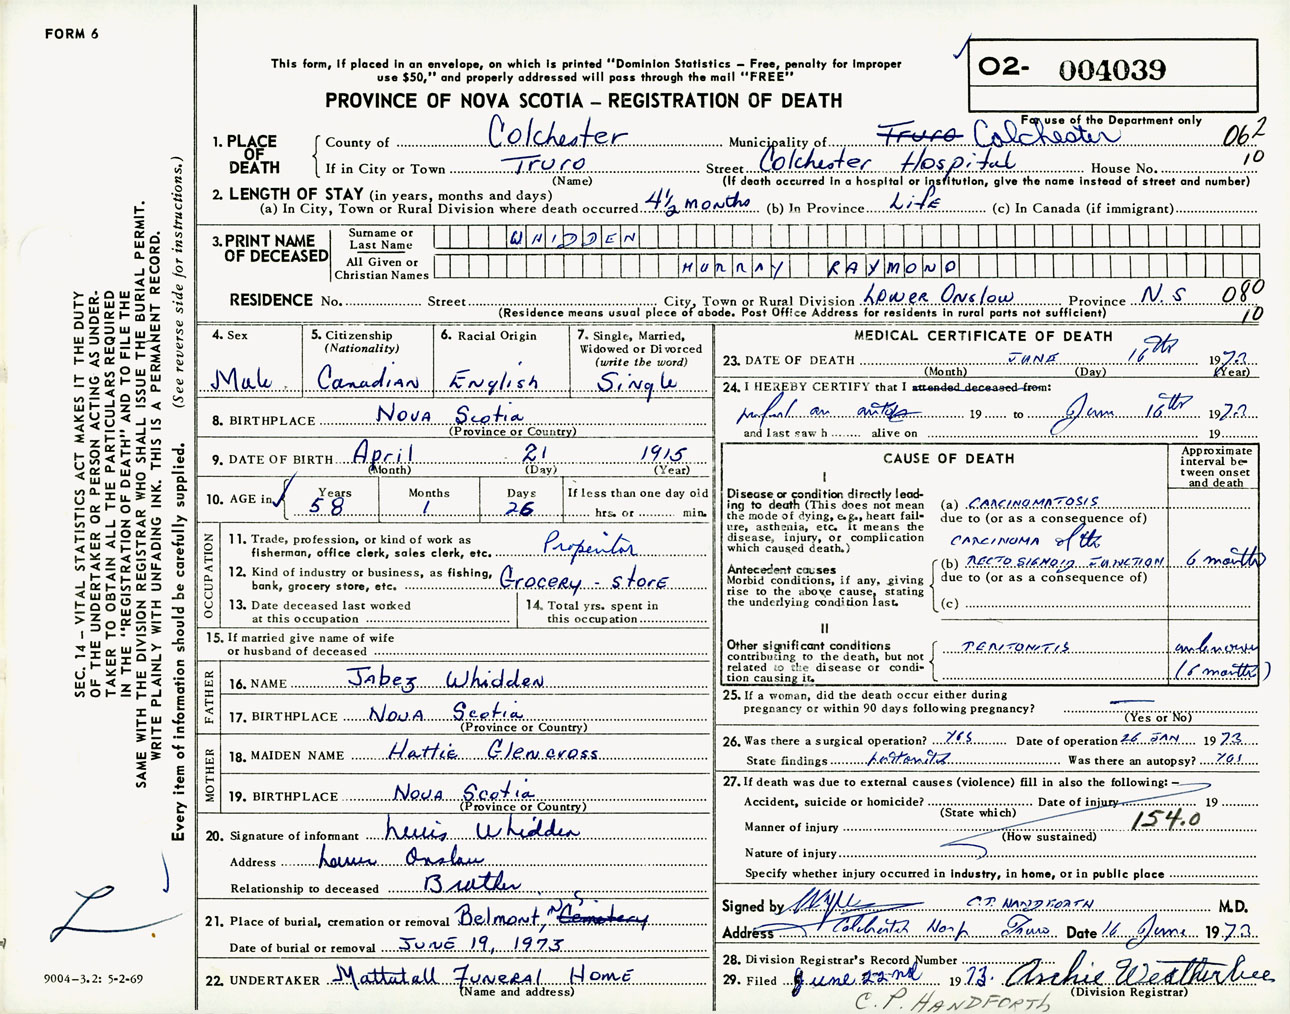 FORM 6
This form, if placed in an envelope, on which is printed "Dominion Statistics – Free, penalty for improper
use $50," and properly addressed will pass through the mail "FREE"
O2- 004039
PROVINCE OF NOVA SCOTIA – REGISTRATION OF DEATH
For use of the Department only
1. PLACE OF DEATH
County of Colchester Municipality of Truro Colchester 062
If in City or Town Truro Street Colchester Hospital House No. 10
(Name) (If death occurred in a hospital or institution, give the name instead of street and number)
2. LENGTH OF STAY (in years, months and days)
(a) In City, Town or Rural Division where death occurred 4½ months (b) In Province Life (c) In Canada (if immigrant)
3. PRINT NAME OF DECEASED
Surname or Last Name WHIDDEN
All Given or Christian Names MURRAY RAYMOND
RESIDENCE No. Street City, Town or Rural Division Lower Onslow Province N.S 080
(Residence means usual place of abode. Post Office Address for residents in rural parts not sufficient) 10
4. Sex
Male
5. Citizenship
(Nationality)
Canadian
6. Racial Origin
English
7. Single, Married,
Widowed or Divorced
(write the word)
Single
8. BIRTHPLACE Nova Scotia
(Province or Country)
9. DATE OF BIRTH April 21 1915
(Month) (Day) (Year)
10. AGE in Years Months Days If less than one day old
58 1 26 hrs. or min.
OCCUPATION
11. Trade, profession, or kind of work as
fisherman, office clerk, sales clerk, etc. Propritor
12. Kind of industry or business, as fishing,
bank, grocery store, etc. Grocery - store
13. Date deceased last worked
at this occupation
14. Total yrs. spent in
this occupation
15. If married give name of wife
or husband of deceased
FATHER
16. NAME Jabez Whidden
17. BIRTHPLACE Nova Scotia
(Province or Country)
MOTHER
18. MAIDEN NAME Hattie Glencross
19. BIRTHPLACE Nova Scotia
(Province or Country)
20. Signature of informant Lewis Whidden
Address Lower Onslow
Relationship to deceased Brother
21. Place of burial, cremation or removal Belmont, N.S. Cemetery
Date of burial or removal JUNE 19, 1973
22. UNDERTAKER Mattatall Funeral Home
(Name and address)
MEDICAL CERTIFICATE OF DEATH
23. DATE OF DEATH JUNE 16th 1973
(Month) (Day) (Year)
24. I HEREBY CERTIFY that I attended deceased from:
19 to June 16th 1973
and last saw h alive on 19
CAUSE OF DEATH
Approximate interval between onset and death
I
Disease or condition directly leading to death (This does not mean the mode of dying, e.g., heart failure, asthenia, etc. It means the disease, injury, or complication which caused death.)
(a) CARCINOMATOSIS
due to (or as a consequence of)
CARCINOMA of the
(b) RECTO SIGNOID JUNCTION 6 months
due to (or as a consequence of)
(c)
Antecedent causes
Morbid conditions, if any, giving rise to the above cause, stating the underlying condition last.
II
Other significant conditions
contributing to the death, but not related to the disease or condition causing it.
PERITONITIS unknown
(6 months)
25. If a woman, did the death occur either during
pregnancy or within 90 days following pregnancy?
(Yes or No)
26. Was there a surgical operation? YES Date of operation 26 JAN 1973
State findings Was there an autopsy? YES
27. If death was due to external causes (violence) fill in also the following: –
Accident, suicide or homicide? Date of injury 19
(State which)
Manner of injury 154.0
(How sustained)
Nature of injury
Specify whether injury occurred in industry, in home, or in public place
Signed by C.P. HANDFORTH M.D.
Address Colchester Hosp Truro Date 16 June 1973
28. Division Registrar's Record Number
29. Filed June 22nd 1973. Archie Weatherbee
(Division Registrar)
C.P. HANDFORTH
SEC. 14 – VITAL STATISTICS ACT MAKES IT THE DUTY
OF THE UNDERTAKER OR PERSON ACTING AS UNDER-
TAKER TO OBTAIN ALL THE PARTICULARS REQUIRED
IN THE "REGISTRATION OF DEATH" AND TO FILE THE
SAME WITH THE DIVISION REGISTRAR WHO SHALL ISSUE THE BURIAL PERMIT.
WRITE PLAINLY WITH UNFADING INK. THIS IS A PERMANENT RECORD.
Every item of information should be carefully supplied. (See reverse side for instructions.)
9004-3.2: 5-2-69